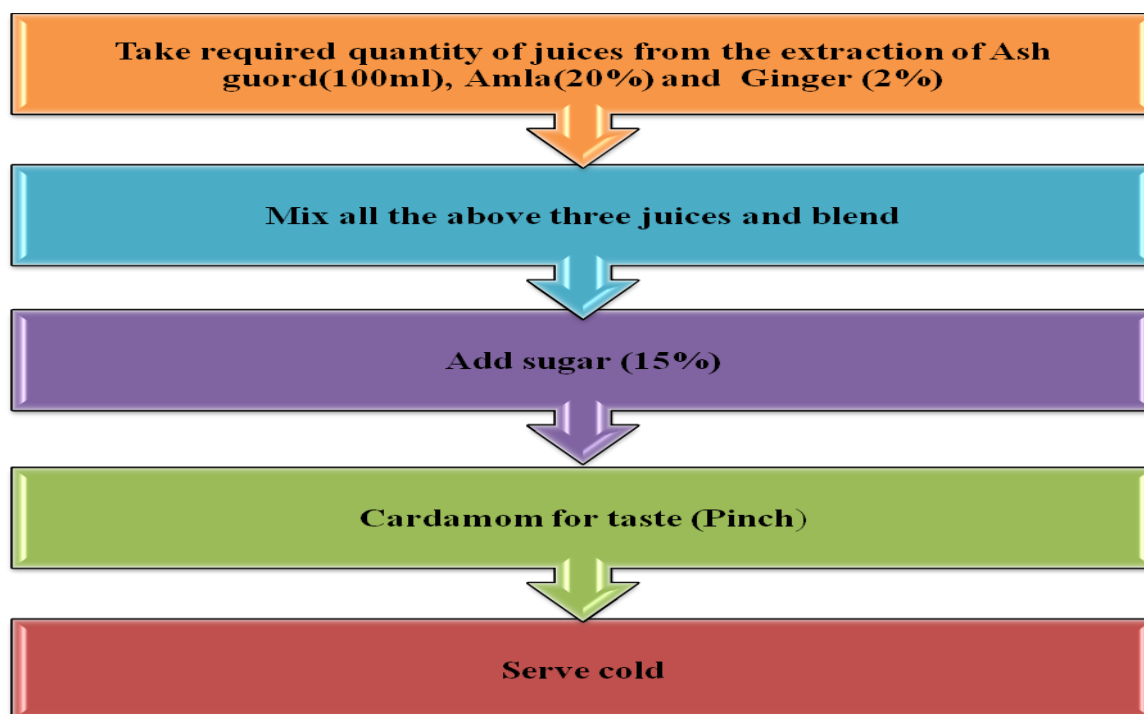 Take required quantity of juices from the extraction of Ash
guord(100ml), Amla(20%) and Ginger (2%)
Mix all the above three juices and blend
Add sugar (15%)
Cardamom for taste (Pinch)
Serve cold